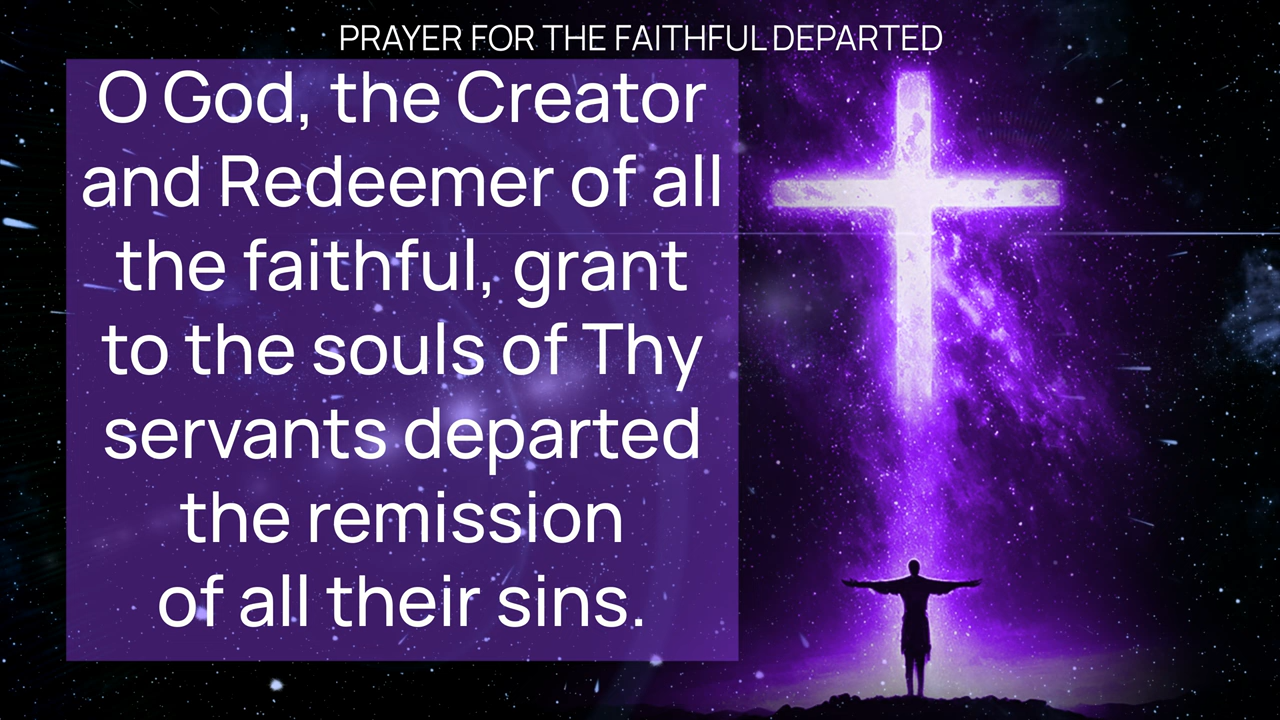 PRAYER FOR THE FAITHFUL DEPARTED
O God, the Creator
and Redeemer of all
the faithful, grant
to the souls of Thy
servants departed
the remission
of all their sins.